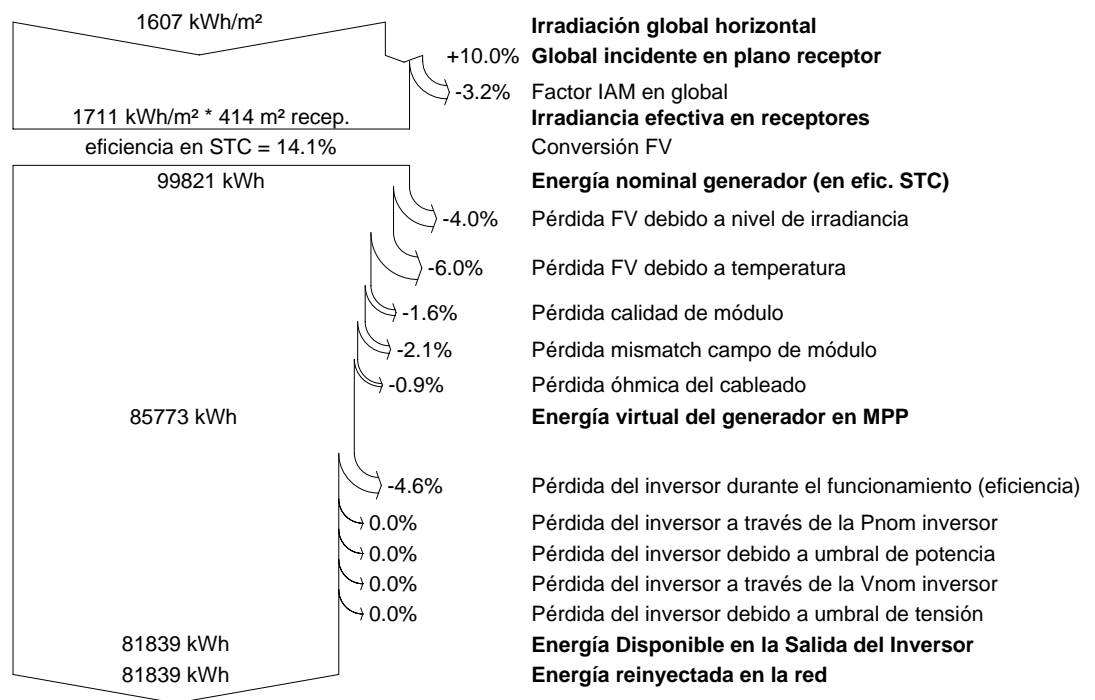 1607 kWh/m² Irradiación global horizontal
+10.0% Global incidente en plano receptor
-3.2% Factor IAM en global
1711 kWh/m² * 414 m² recep. Irradiancia efectiva en receptores
eficiencia en STC = 14.1% Conversión FV
99821 kWh Energía nominal generador (en efic. STC)
-4.0% Pérdida FV debido a nivel de irradiancia
-6.0% Pérdida FV debido a temperatura
-1.6% Pérdida calidad de módulo
-2.1% Pérdida mismatch campo de módulo
-0.9% Pérdida óhmica del cableado
85773 kWh Energía virtual del generador en MPP
-4.6% Pérdida del inversor durante el funcionamiento (eficiencia)
0.0% Pérdida del inversor a través de la Pnom inversor
0.0% Pérdida del inversor debido a umbral de potencia
0.0% Pérdida del inversor a través de la Vnom inversor
0.0% Pérdida del inversor debido a umbral de tensión
81839 kWh Energía Disponible en la Salida del Inversor
81839 kWh Energía reinyectada en la red